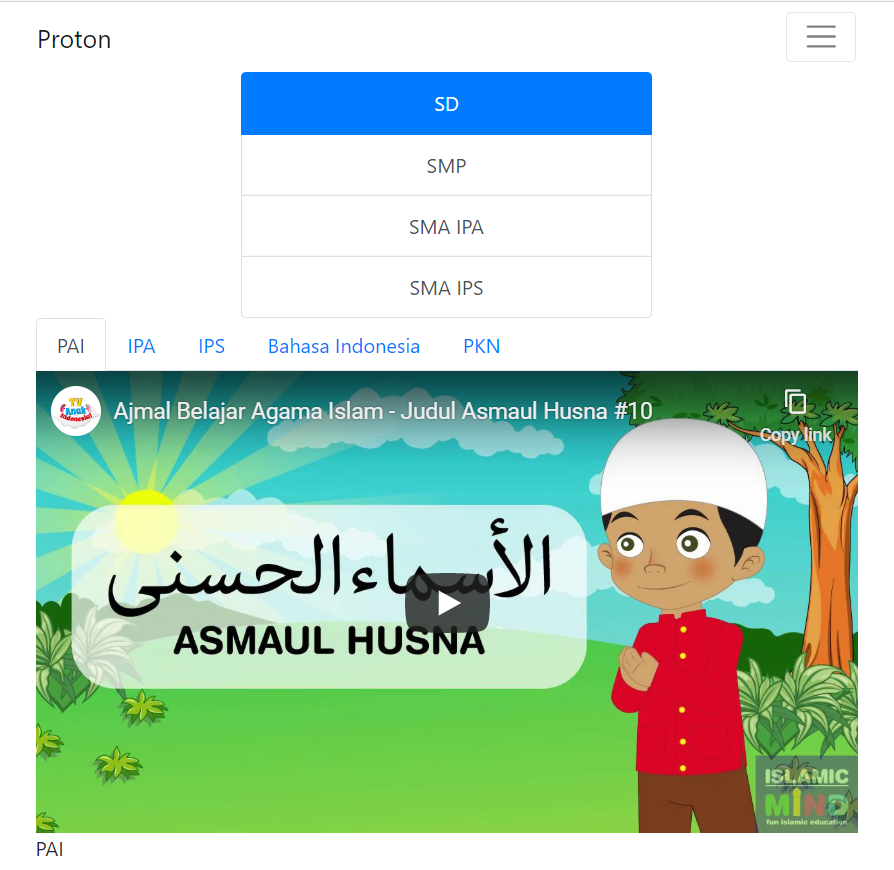 Proton
SD
SMP
SMA IPA
SMA IPS
PAI IPA IPS Bahasa Indonesia PKN
TV
Anak
Indonesia!
Ajmal Belajar Agama Islam - Judul Asmaul Husna #10
Copy link
الأسماء الحسنى
ASMAUL HUSNA
ISLAMIC
MIND
fun islamic education
PAI